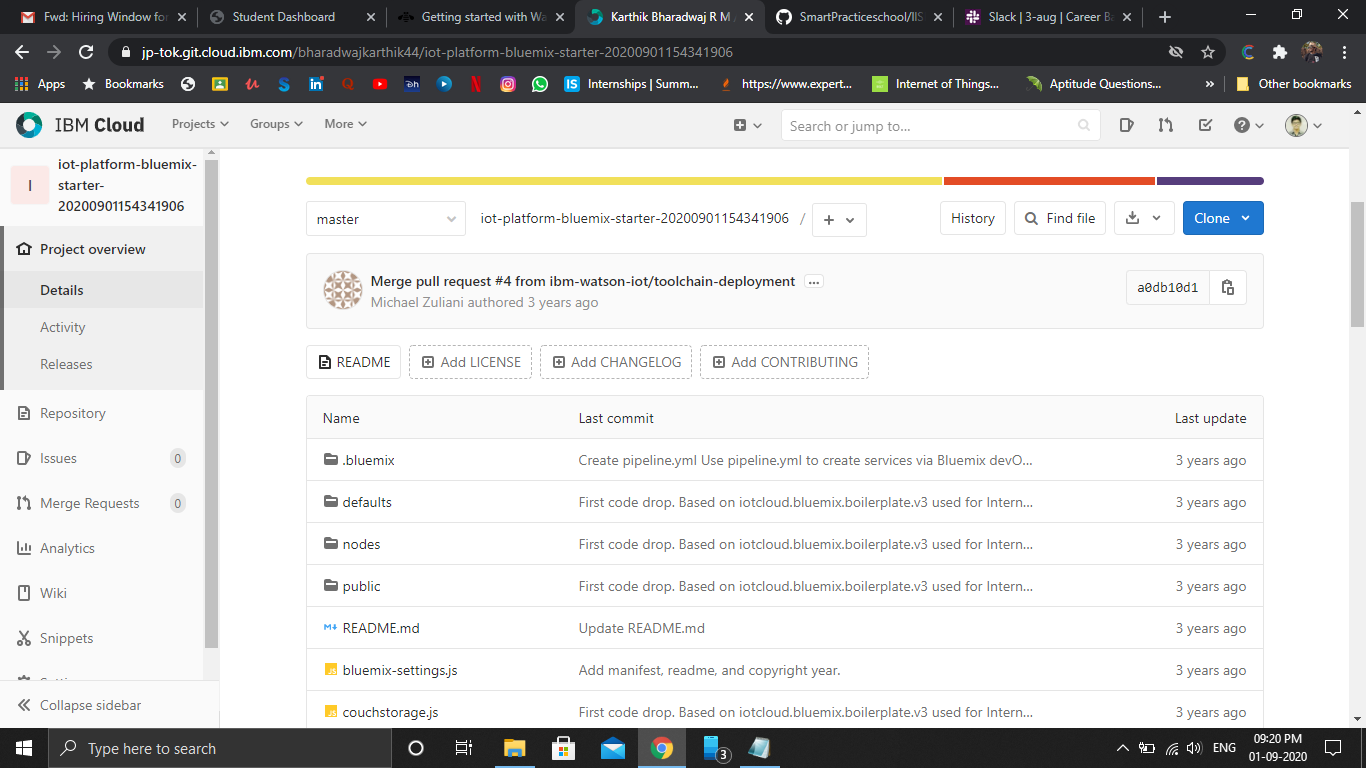 Fwd: Hiring Window for
Student Dashboard
Getting started with Wa
Karthik Bharadwaj R M
SmartPracticeschool/IIS
Slack | 3-aug | Career Ba
jp-tok.git.cloud.ibm.com/bharadwajkarthik44/iot-platform-bluemix-starter-20200901154341906
Apps
Bookmarks
Internships | Summ...
https://www.expert...
Internet of Things...
Aptitude Questions...
»
Other bookmarks
IBM Cloud
Projects
Groups
More
Search or jump to...
I
iot-platform-bluemix-
starter-
20200901154341906
Project overview
Details
Activity
Releases
Repository
Issues 0
Merge Requests 0
Analytics
Wiki
Snippets
Collapse sidebar
master
iot-platform-bluemix-starter-20200901154341906 / +
History
Find file
Clone
Merge pull request #4 from ibm-watson-iot/toolchain-deployment ...
Michael Zuliani authored 3 years ago
a0db10d1
README
Add LICENSE
Add CHANGELOG
Add CONTRIBUTING
Name Last commit Last update
.bluemix Create pipeline.yml Use pipeline.yml to create services via Bluemix devO... 3 years ago
defaults First code drop. Based on iotcloud.bluemix.boilerplate.v3 used for Intern... 3 years ago
nodes First code drop. Based on iotcloud.bluemix.boilerplate.v3 used for Intern... 3 years ago
public First code drop. Based on iotcloud.bluemix.boilerplate.v3 used for Intern... 3 years ago
README.md Update README.md 3 years ago
bluemix-settings.js Add manifest, readme, and copyright year. 3 years ago
couchstorage.js First code drop. Based on iotcloud.bluemix.boilerplate.v3 used for Intern... 3 years ago
Type here to search
3
ENG
09:20 PM
01-09-2020